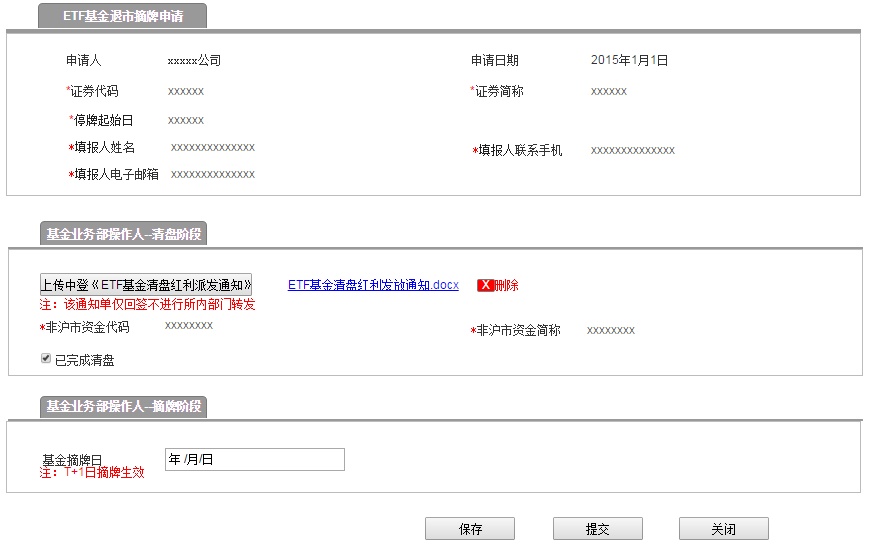 ETF基金退市摘牌申请
申请人 xxxxx公司 申请日期 2015年1月1日
*证券代码 xxxxxx *证券简称 xxxxxx
*停牌起始日 xxxxxx
*填报人姓名 xxxxxxxxxxxxxx *填报人联系手机 xxxxxxxxxxxxxx
*填报人电子邮箱 xxxxxxxxxxxxxx
基金业务部操作人--清盘阶段
上传中登《ETF基金清盘红利派发通知》 ETF基金清盘红利发放通知.docx X删除
注：该通知单仅回签不进行所内部门转发
*非沪市资金代码 xxxxxxxx *非沪市资金简称 xxxxxxxx
已完成清盘
基金业务部操作人--摘牌阶段
基金摘牌日 年 /月/日
注：T+1日摘牌生效
保存 提交 关闭